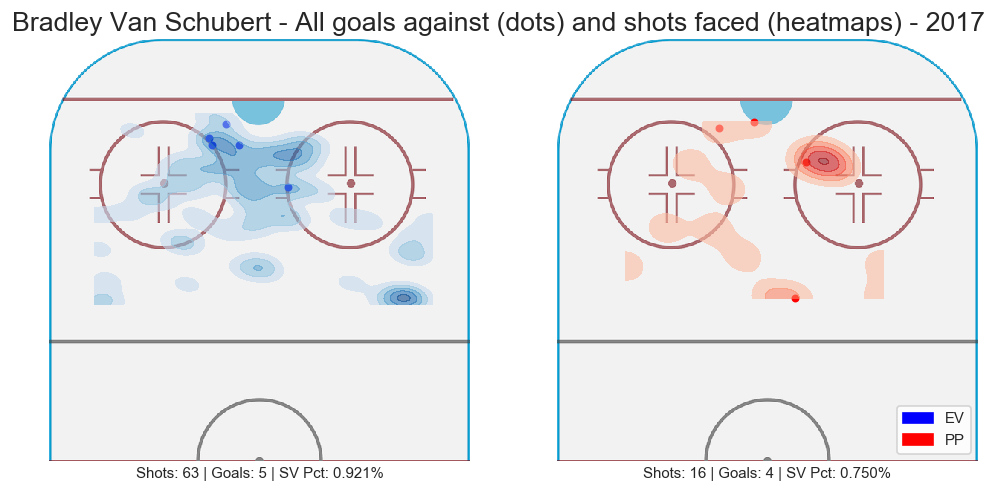 Bradley Van Schubert - All goals against (dots) and shots faced (heatmaps) - 2017
EV
PP
Shots: 63 | Goals: 5 | SV Pct: 0.921%
Shots: 16 | Goals: 4 | SV Pct: 0.750%